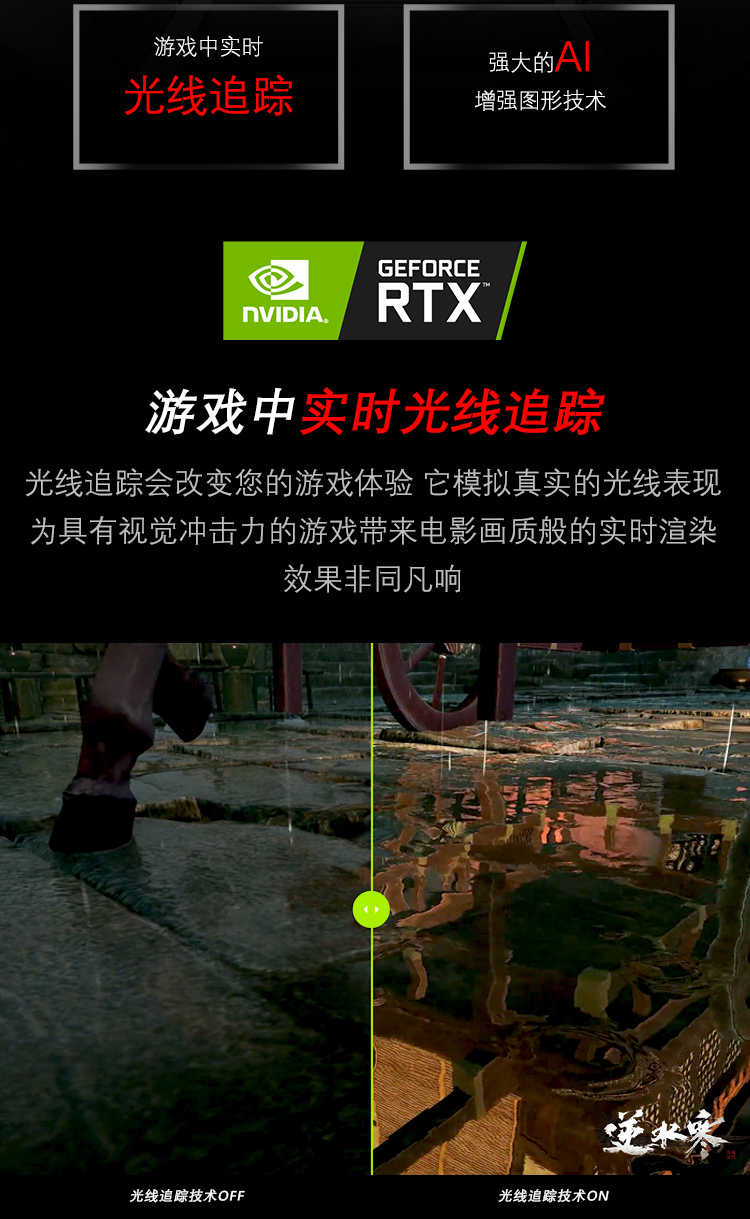 游戏中实时
光线追踪
强大的AI
增强图形技术
NVIDIA®
GEFORCE
RTX™
游戏中实时光线追踪
光线追踪会改变您的游戏体验 它模拟真实的光线表现
为具有视觉冲击力的游戏带来电影画质般的实时渲染
效果非同凡响
逆水寒
光线追踪技术OFF
光线追踪技术ON